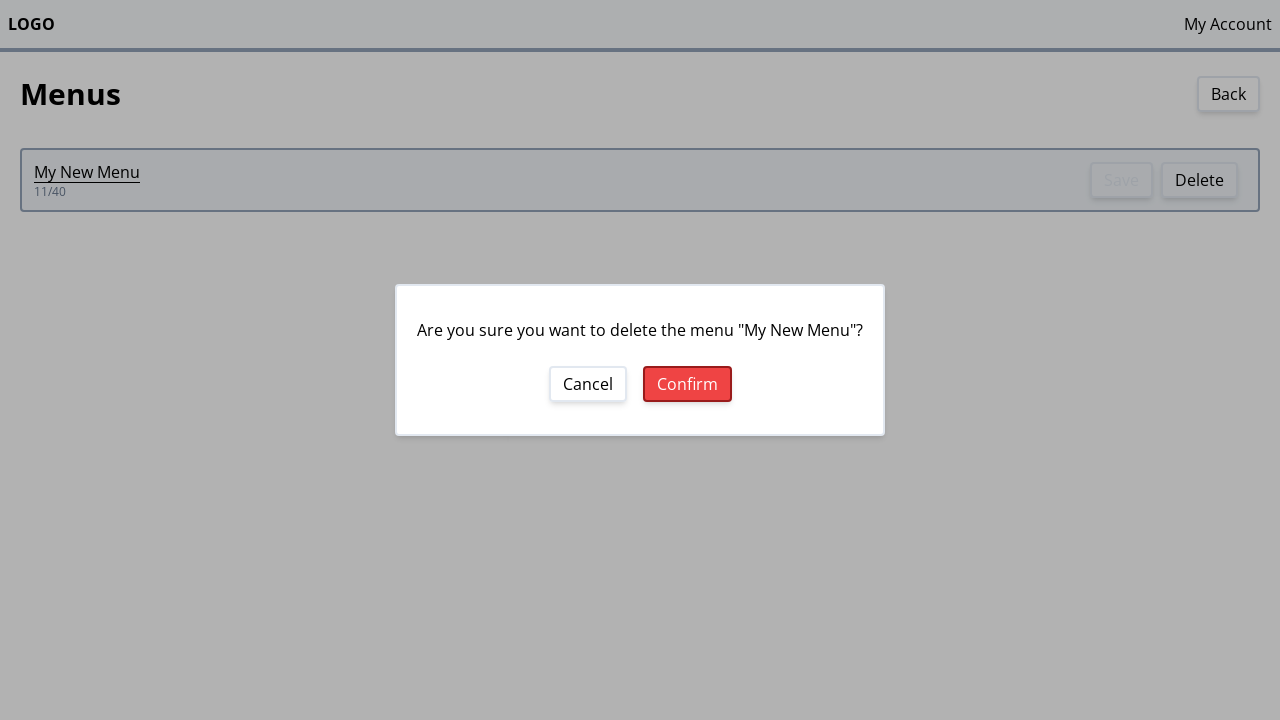 LOGO
My Account
Menus
Back
My New Menu
11/40
Save
Delete
Are you sure you want to delete the menu "My New Menu"?
Cancel
Confirm